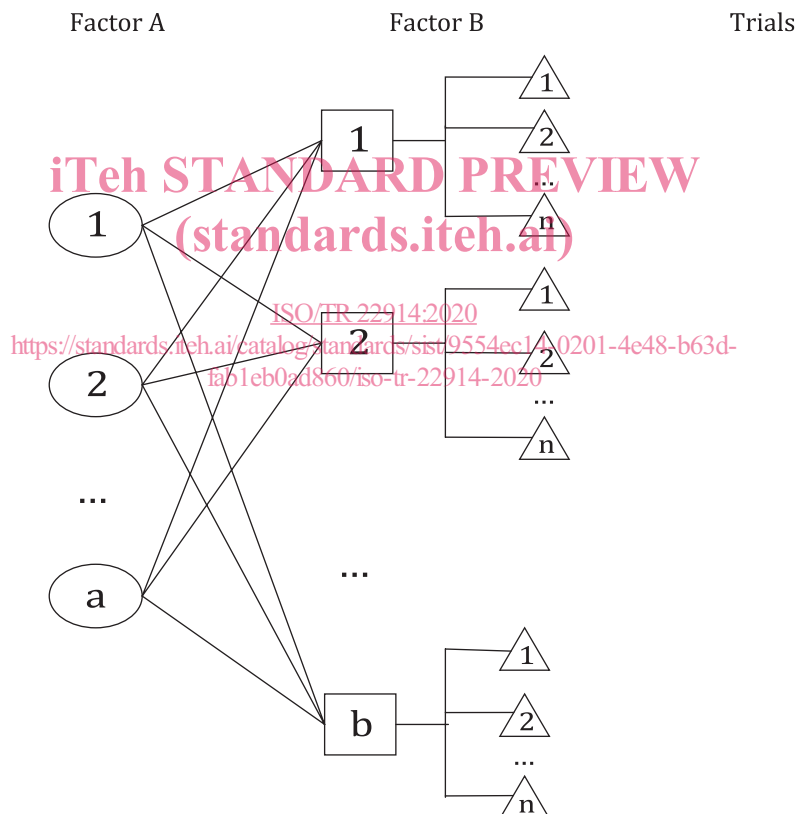 Factor A Factor B Trials
1
1
2
...
n
1
iTeh STANDARD PREVIEW
(standards.iteh.ai)
ISO/TR 22914:2020
https://standards.iteh.ai/catalog/standards/sist/9554ec14-0201-4e48-b63d-
fab1eb0ad860/iso-tr-22914-2020
2
1
2
...
n
2
...
a
...
b
1
2
...
n